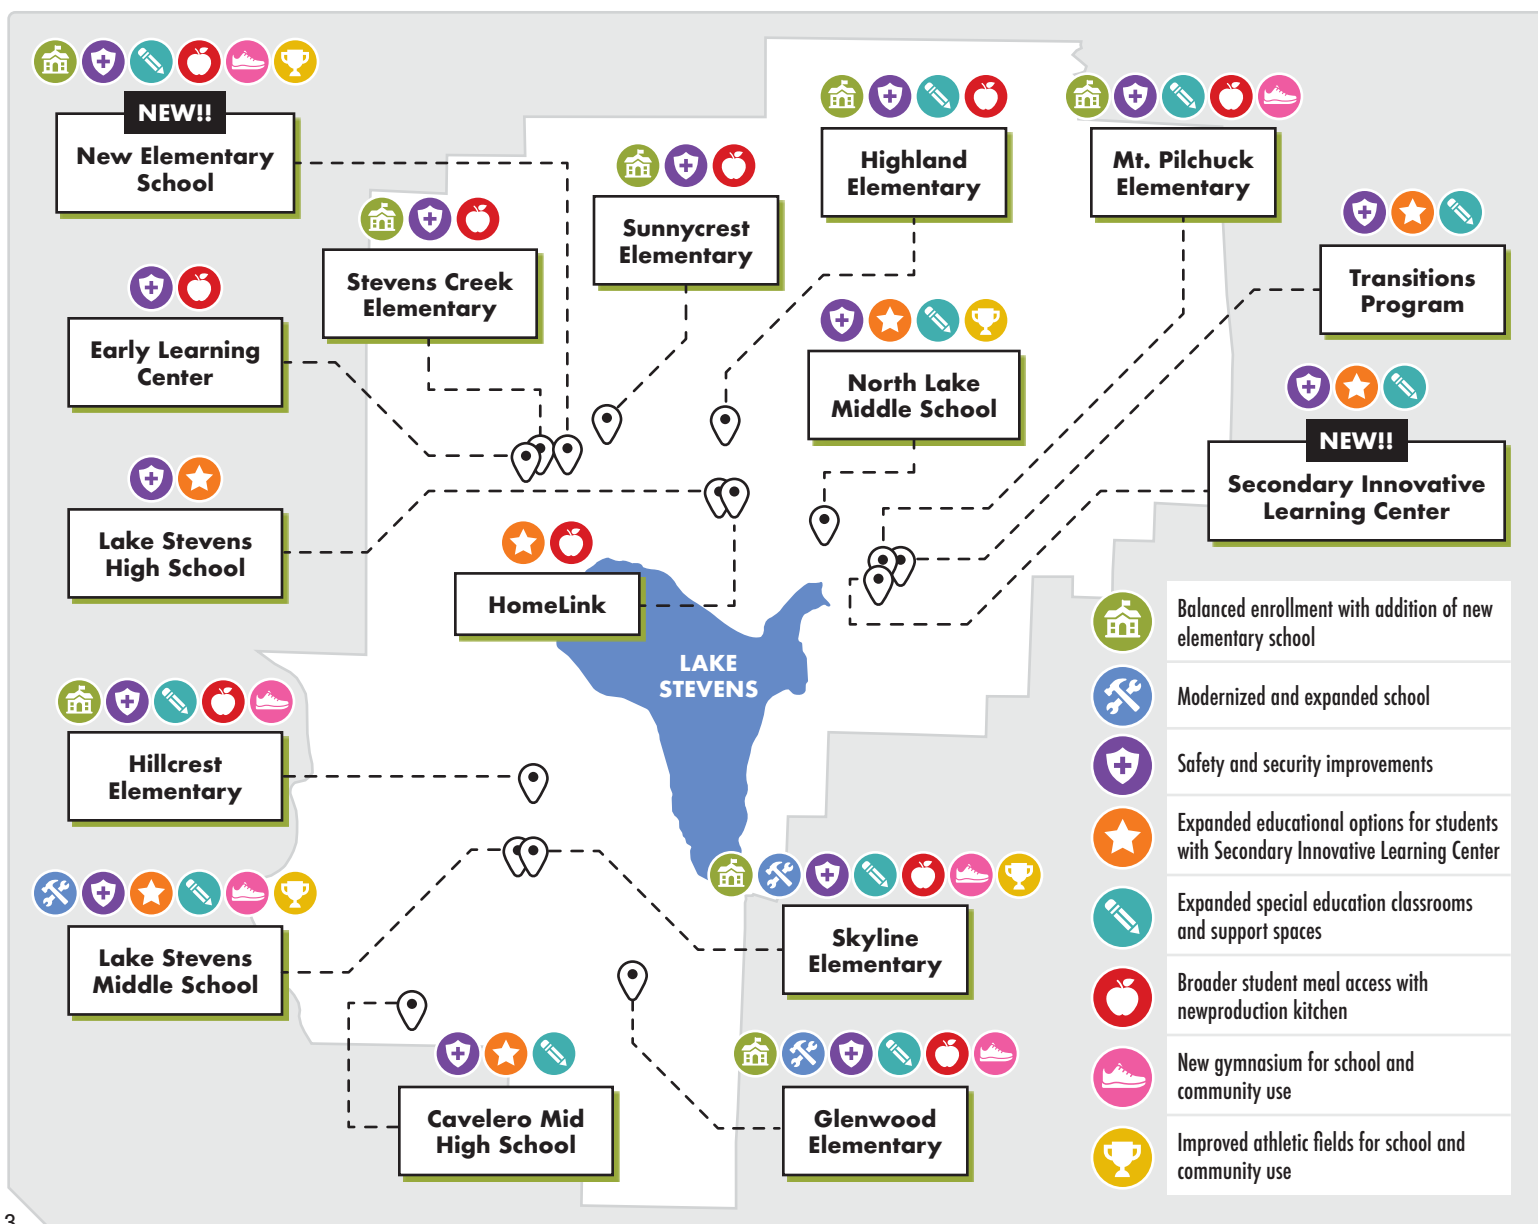 NEW!!
New Elementary
School
Stevens Creek
Elementary
Sunnycrest
Elementary
Highland
Elementary
Mt. Pilchuck
Elementary
Transitions
Program
Early Learning
Center
North Lake
Middle School
NEW!!
Secondary Innovative
Learning Center
Lake Stevens
High School
HomeLink
LAKE
STEVENS
Hillcrest
Elementary
Lake Stevens
Middle School
Skyline
Elementary
Cavelero Mid
High School
Glenwood
Elementary
Balanced enrollment with addition of new
elementary school
Modernized and expanded school
Safety and security improvements
Expanded educational options for students
with Secondary Innovative Learning Center
Expanded special education classrooms
and support spaces
Broader student meal access with
newproduction kitchen
New gymnasium for school and
community use
Improved athletic fields for school and
community use
3